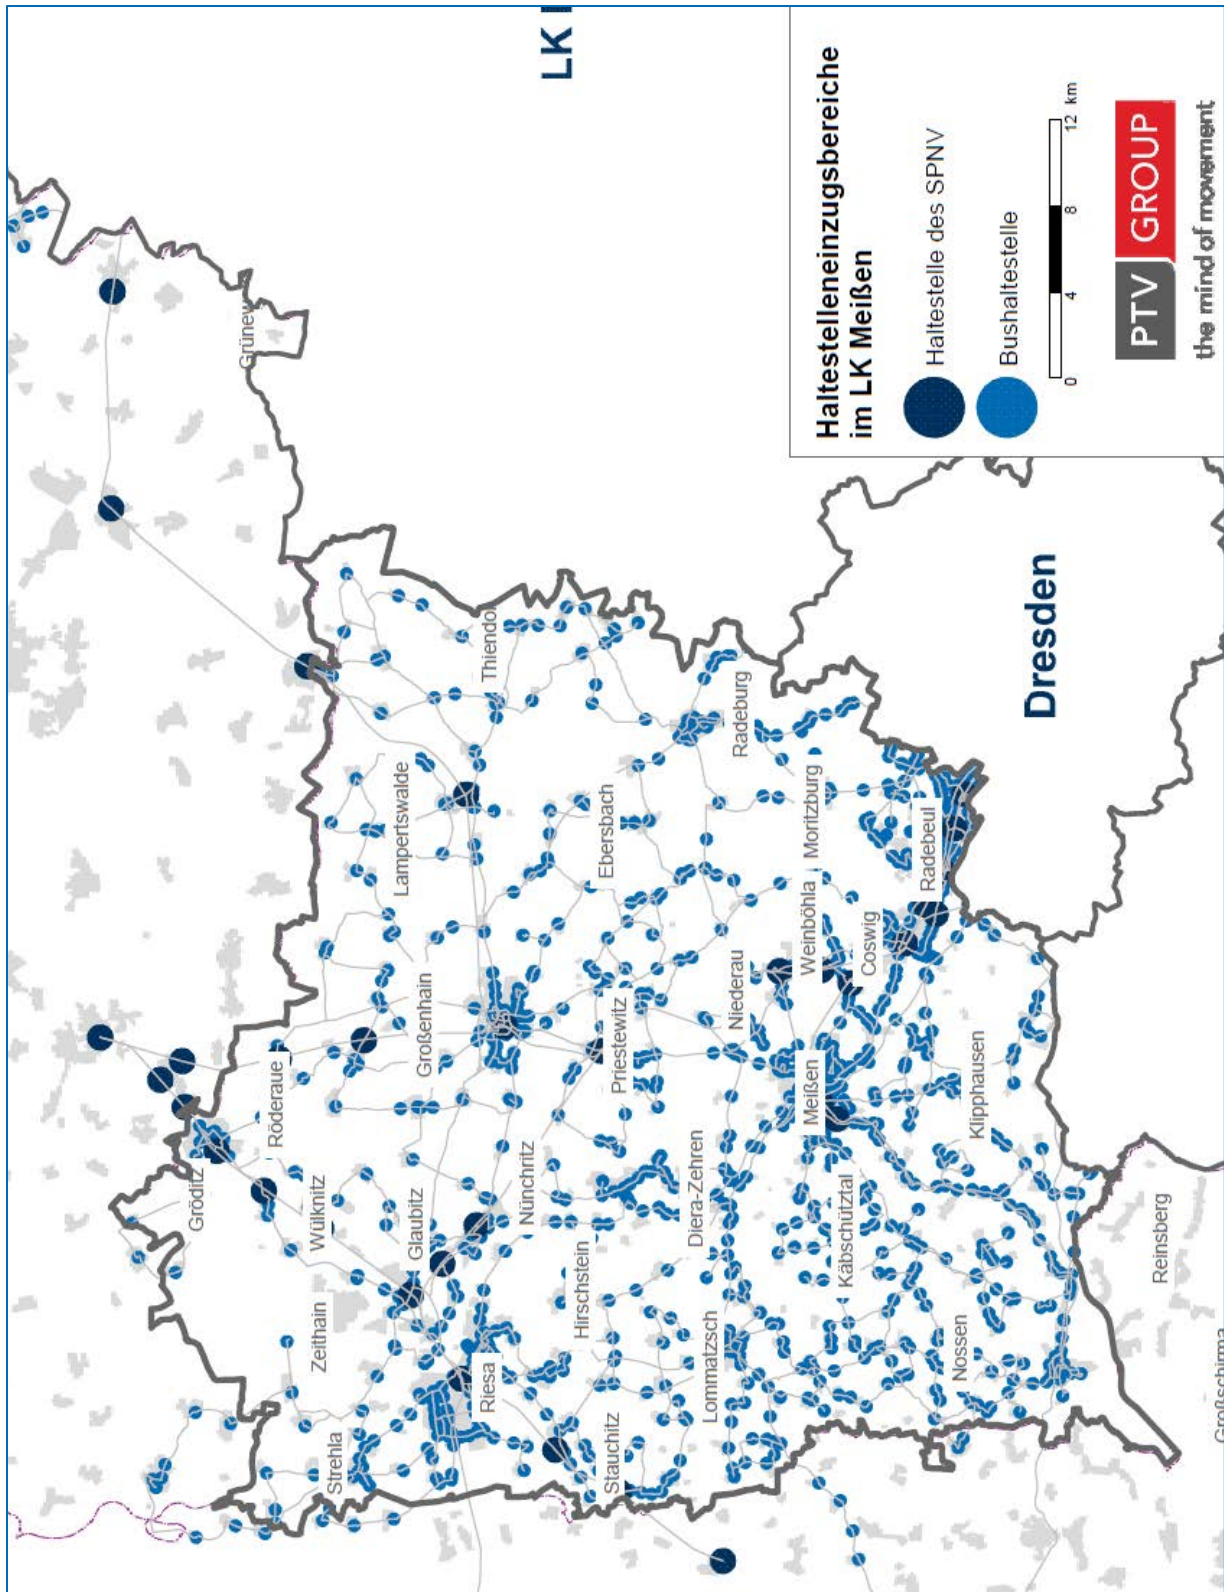 LK
Grünew
Thiendo
Lampertswalde
Radeburg
Ebersbach
Moritzburg
Radebeul
Weinböhla
Coswig
Großenhain
Niederau
Priestewitz
Röderaue
Meißen
Klipphausen
Gröditz
Wülknitz
Glaubitz
Nünchritz
Diera-Zehren
Käbschütztal
Zeithain
Hirschstein
Riesa
Lommatzsch
Nossen
Strehla
Stauchitz
Reinsberg
Großschirma
Dresden
Haltestelleneinzugsbereiche
im LK Meißen
Haltestelle des SPNV
Bushaltestelle
0 4 8 12 km
PTV GROUP
the mind of movement